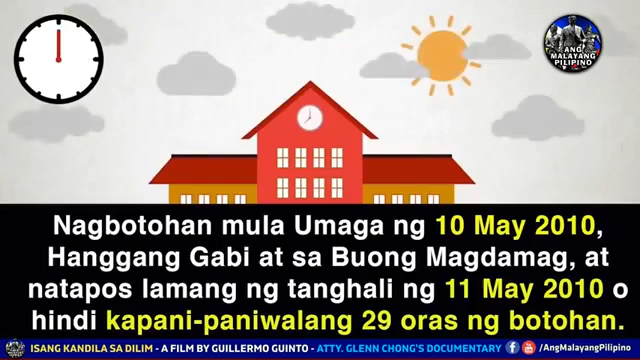 ANG
MALAYANG
PILIPINO
Nagbotohan mula Umaga ng 10 May 2010,
Hanggang Gabi at sa Buong Magdamag, at
natapos lamang ng tanghali ng 11 May 2010 o
hindi kapani-paniwalang 29 oras ng botohan.
ISANG KANDILA SA DILIM - A FILM BY GUILLERMO GUINTO - ATTY. GLENN CHONG'S DOCUMENTARY f You Tube /AngMalayangPilipino